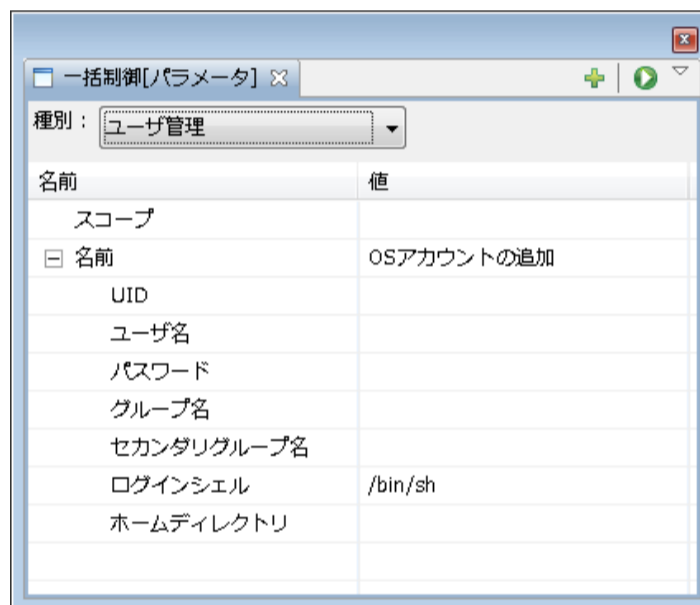 一括制御[パラメータ]
種別： ユーザ管理
名前 値
スコープ
名前 OSアカウントの追加
UID
ユーザ名
パスワード
グループ名
セカンダリグループ名
ログインシェル /bin/sh
ホームディレクトリ